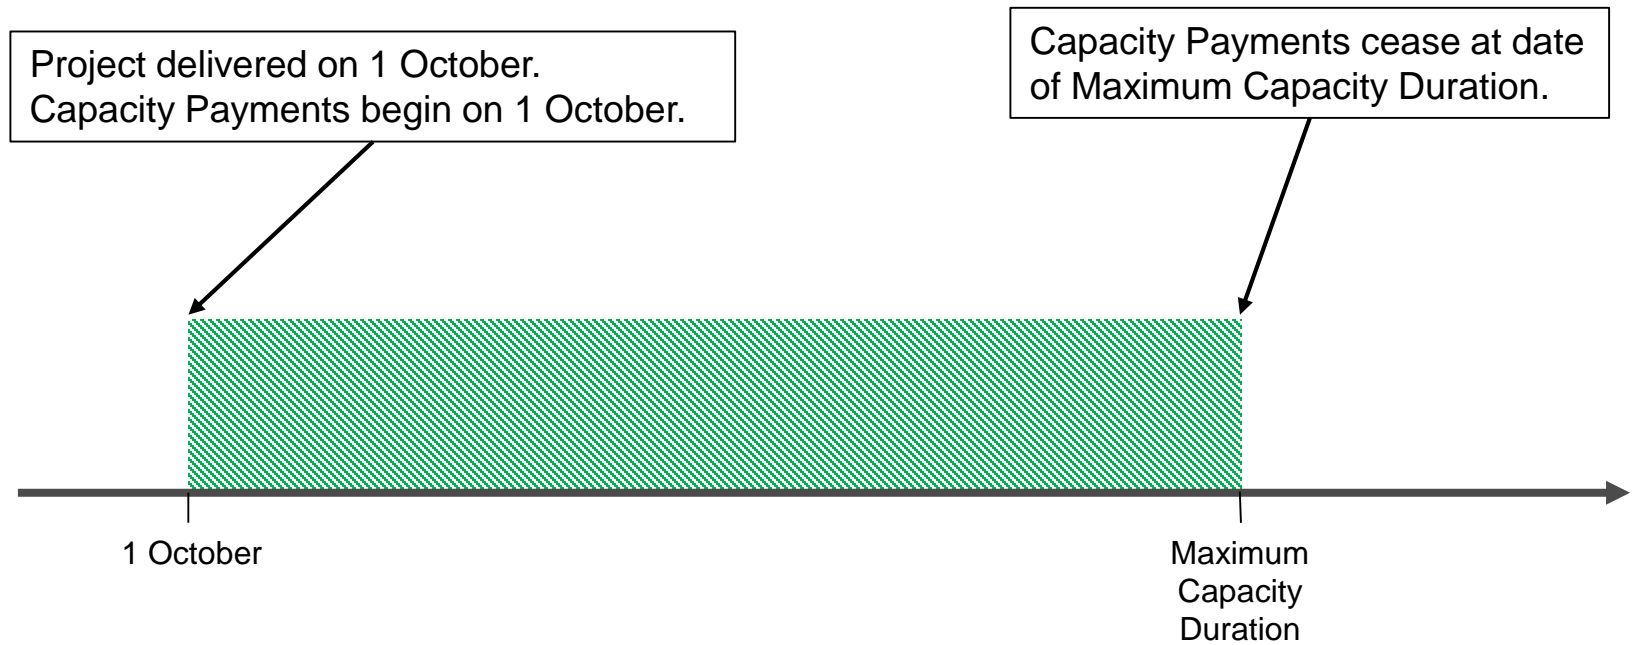 Project delivered on 1 October.
Capacity Payments begin on 1 October.
Capacity Payments cease at date
of Maximum Capacity Duration.
1 October
Maximum
Capacity
Duration